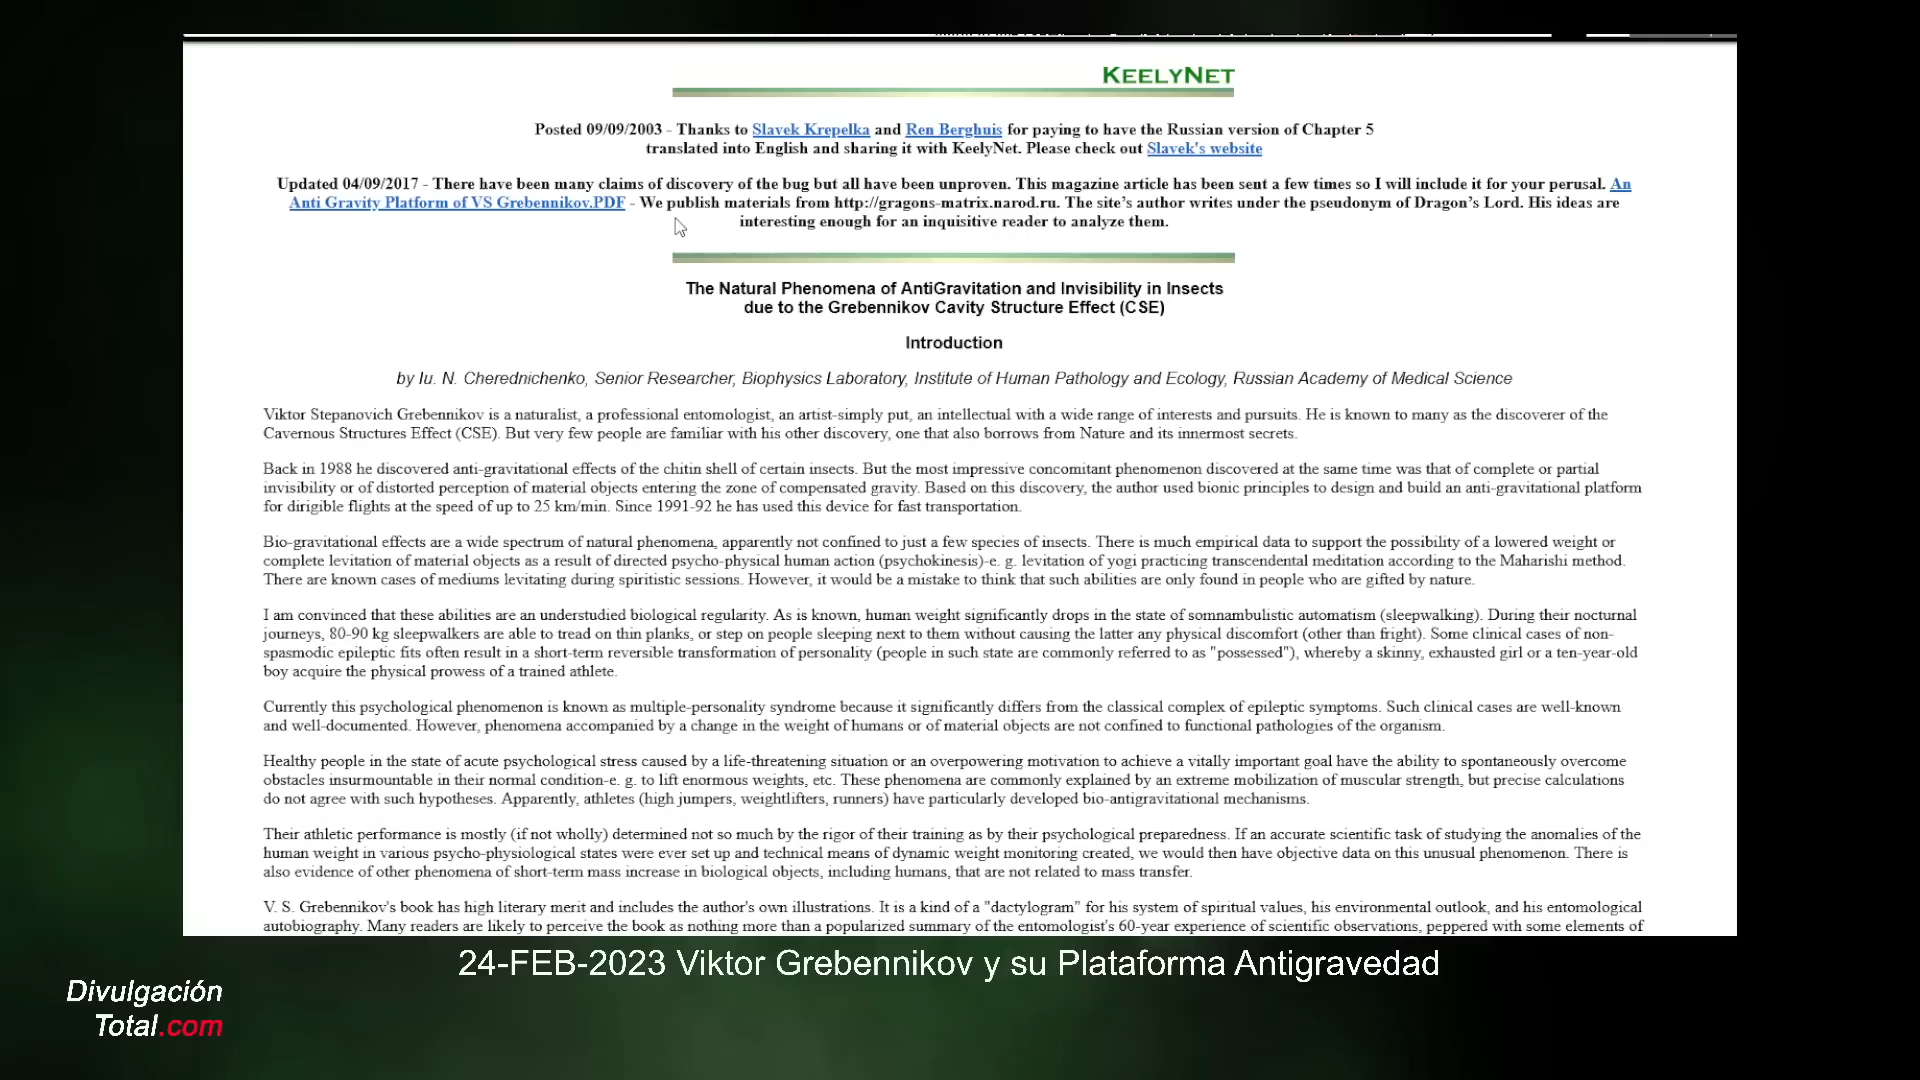 KEELYNET
Posted 09/09/2003 - Thanks to Slavek Krepelka and Ren Berghuis for paying to have the Russian version of Chapter 5
translated into English and sharing it with KeelyNet. Please check out Slavek's website
Updated 04/09/2017 - There have been many claims of discovery of the bug but all have been unproven. This magazine article has been sent a few times so I will include it for your perusal. An
Anti Gravity Platform of VS Grebennikov.PDF - We publish materials from http://gragons-matrix.narod.ru. The site's author writes under the pseudonym of Dragon's Lord. His ideas are
interesting enough for an inquisitive reader to analyze them.
The Natural Phenomena of AntiGravitation and Invisibility in Insects
due to the Grebennikov Cavity Structure Effect (CSE)
Introduction
by Iu. N. Cherednichenko, Senior Researcher, Biophysics Laboratory, Institute of Human Pathology and Ecology, Russian Academy of Medical Science
Viktor Stepanovich Grebennikov is a naturalist, a professional entomologist, an artist-simply put, an intellectual with a wide range of interests and pursuits. He is known to many as the discoverer of the
Cavernous Structures Effect (CSE). But very few people are familiar with his other discovery, one that also borrows from Nature and its innermost secrets.
Back in 1988 he discovered anti-gravitational effects of the chitin shell of certain insects. But the most impressive concomitant phenomenon discovered at the same time was that of complete or partial
invisibility or of distorted perception of material objects entering the zone of compensated gravity. Based on this discovery, the author used bionic principles to design and build an anti-gravitational platform
for dirigible flights at the speed of up to 25 km/min. Since 1991-92 he has used this device for fast transportation.
Bio-gravitational effects are a wide spectrum of natural phenomena, apparently not confined to just a few species of insects. There is much empirical data to support the possibility of a lowered weight or
complete levitation of material objects as a result of directed psycho-physical human action (psychokinesis)-e. g. levitation of yogi practicing transcendental meditation according to the Maharishi method.
There are known cases of mediums levitating during spiritistic sessions. However, it would be a mistake to think that such abilities are only found in people who are gifted by nature.
I am convinced that these abilities are an understudied biological regularity. As is known, human weight significantly drops in the state of somnambulistic automatism (sleepwalking). During their nocturnal
journeys, 80-90 kg sleepwalkers are able to tread on thin planks, or step on people sleeping next to them without causing the latter any physical discomfort (other than fright). Some clinical cases of non-
spasmodic epileptic fits often result in a short-term reversible transformation of personality (people in such state are commonly referred to as "possessed"), whereby a skinny, exhausted girl or a ten-year-old
boy acquire the physical prowess of a trained athlete.
Currently this psychological phenomenon is known as multiple-personality syndrome because it significantly differs from the classical complex of epileptic symptoms. Such clinical cases are well-known
and well-documented. However, phenomena accompanied by a change in the weight of humans or of material objects are not confined to functional pathologies of the organism.
Healthy people in the state of acute psychological stress caused by a life-threatening situation or an overpowering motivation to achieve a vitally important goal have the ability to spontaneously overcome
obstacles insurmountable in their normal condition-e. g. to lift enormous weights, etc. These phenomena are commonly explained by an extreme mobilization of muscular strength, but precise calculations
do not agree with such hypotheses. Apparently, athletes (high jumpers, weightlifters, runners) have particularly developed bio-antigravitational mechanisms.
Their athletic performance is mostly (if not wholly) determined not so much by the rigor of their training as by their psychological preparedness. If an accurate scientific task of studying the anomalies of the
human weight in various psycho-physiological states were ever set up and technical means of dynamic weight monitoring created, we would then have objective data on this unusual phenomenon. There is
also evidence of other phenomena of short-term mass increase in biological objects, including humans, that are not related to mass transfer.
V. S. Grebennikov's book has high literary merit and includes the author's own illustrations. It is a kind of a "dactylogram" for his system of spiritual values, his environmental outlook, and his entomological
autobiography. Many readers are likely to perceive the book as nothing more than a popularized summary of the entomologist's 60-year experience of scientific observations, peppered with some elements of
24-FEB-2023 Viktor Grebennikov y su Plataforma Antigravedad
Divulgación
Total.com